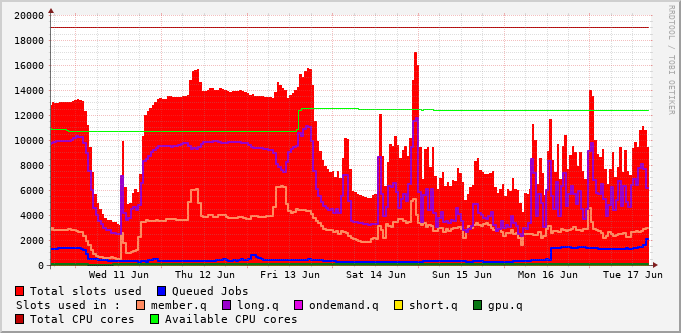 20000
18000
16000
14000
12000
10000
8000
6000
4000
2000
0
Wed 11 Jun Thu 12 Jun Fri 13 Jun Sat 14 Jun Sun 15 Jun Mon 16 Jun Tue 17 Jun
RRDTOOL / TOBI OETIKER
Total slots used Queued Jobs
Slots used in : member.q long.q ondemand.q short.q gpu.q
Total CPU cores Available CPU cores